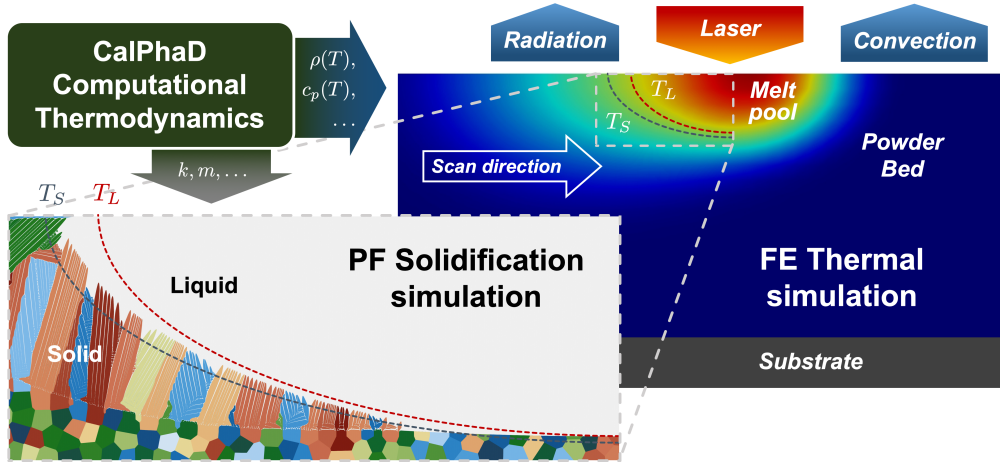 CalPhaD
Computational
Thermodynamics
ρ(T),
c_p(T),
...
Radiation
Laser
Convection
T_L
T_S
Melt
pool
Powder
Bed
Scan direction
k, m, ...
T_S
T_L
Liquid
PF Solidification
simulation
Solid
FE Thermal
simulation
Substrate